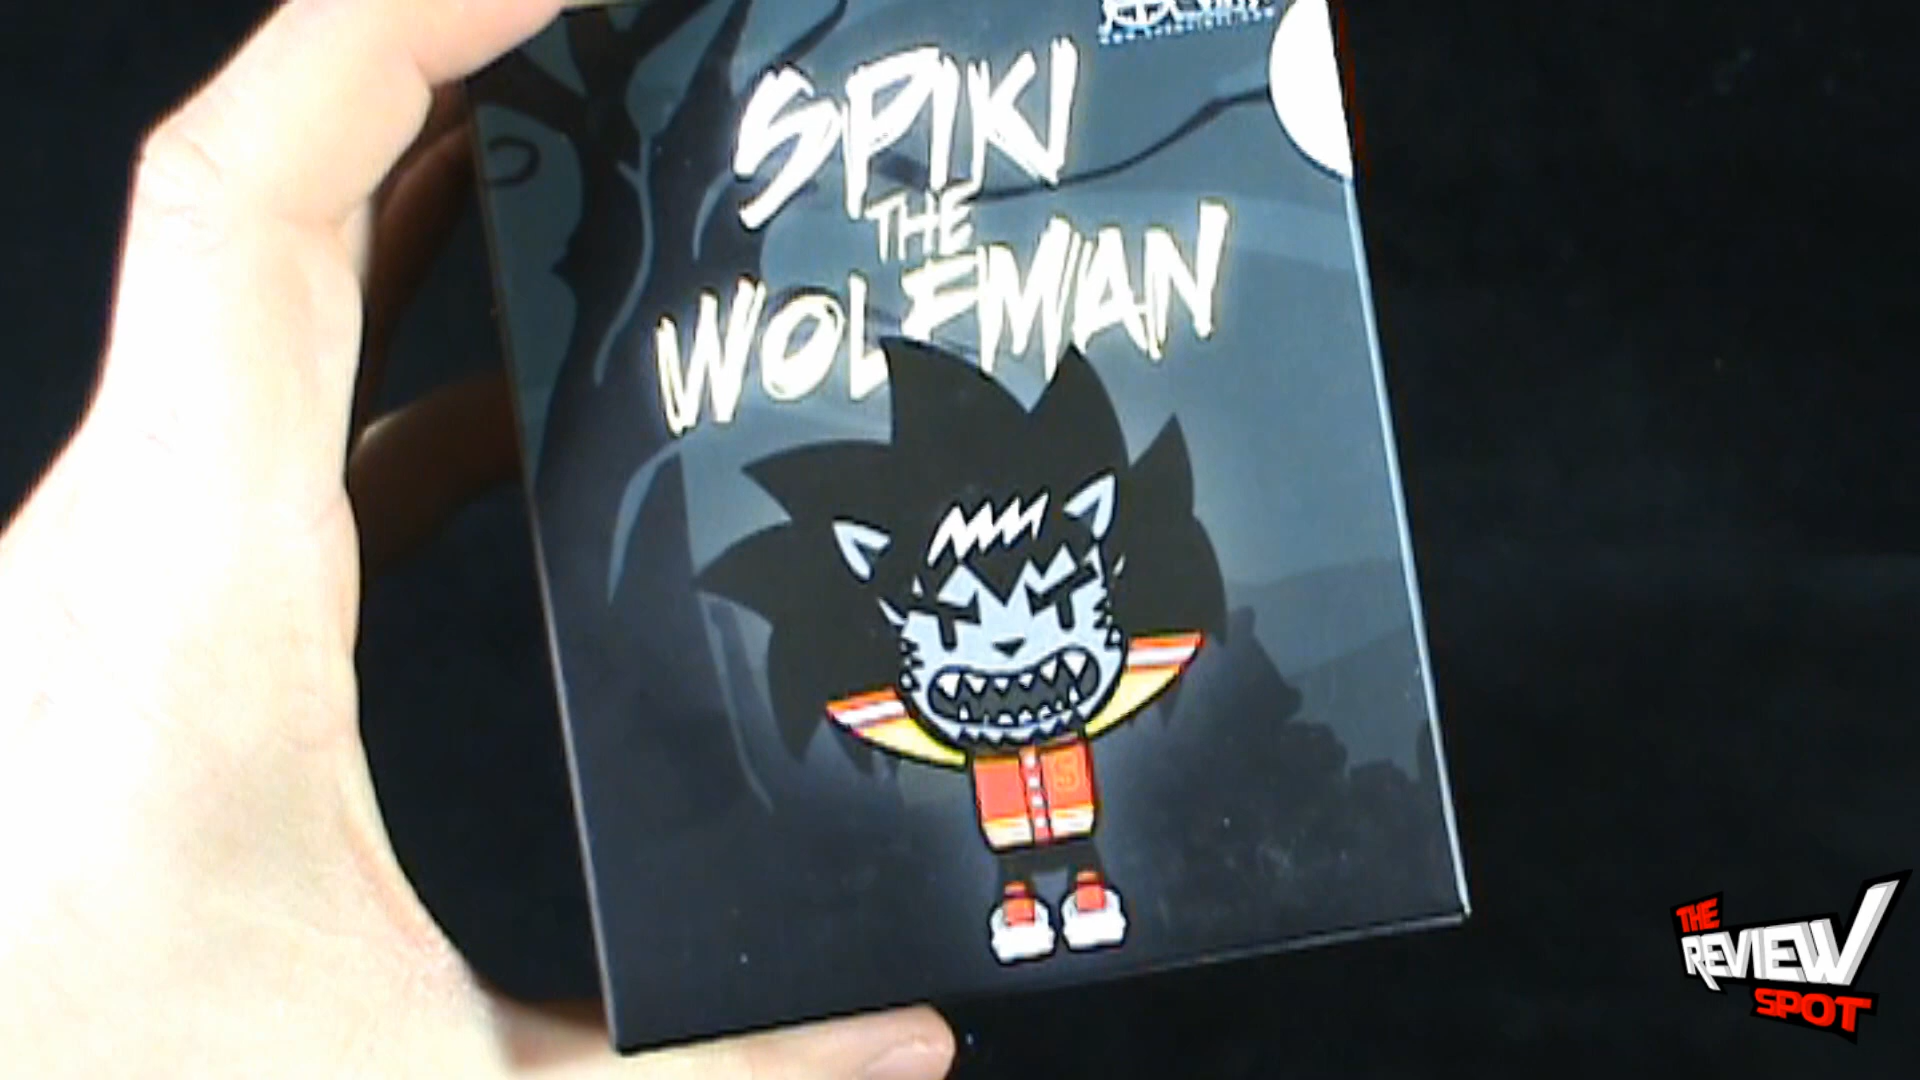 SPIKI
THE
WOLFMAN
S
THE
REVIEW
SPOT